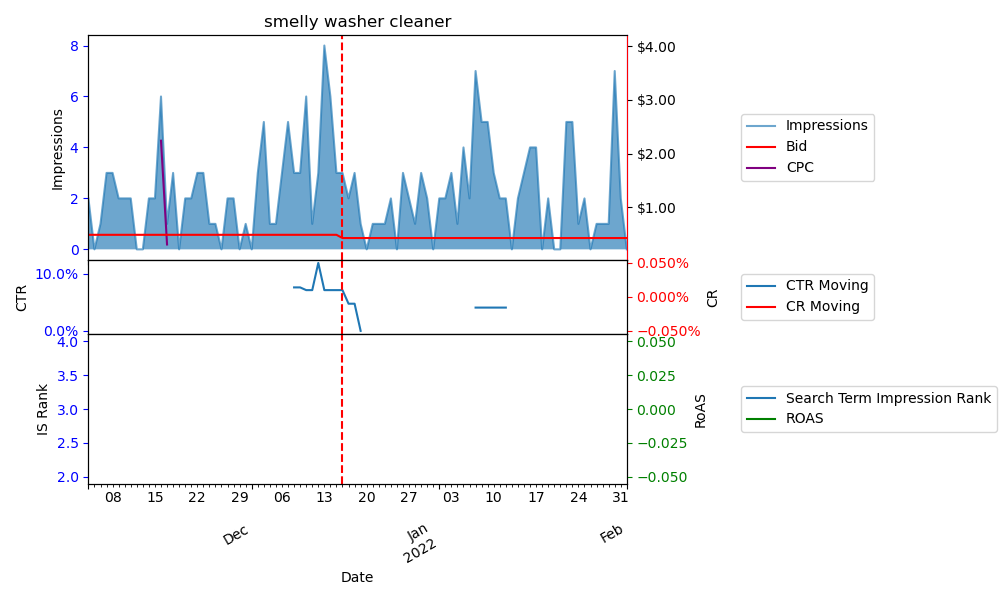 smelly washer cleaner
8
6
4
2
0
Impressions
$4.00
$3.00
$2.00
$1.00
Impressions
Bid
CPC
10.0%
0.0%
CTR
0.050%
0.000%
−0.050%
CR
CTR Moving
CR Moving
4.0
3.5
3.0
2.5
2.0
IS Rank
0.050
0.025
0.000
−0.025
−0.050
RoAS
Search Term Impression Rank
ROAS
08 15 22 29 06 13 20 27 03 10 17 24 31
Dec Jan Feb
2022
Date